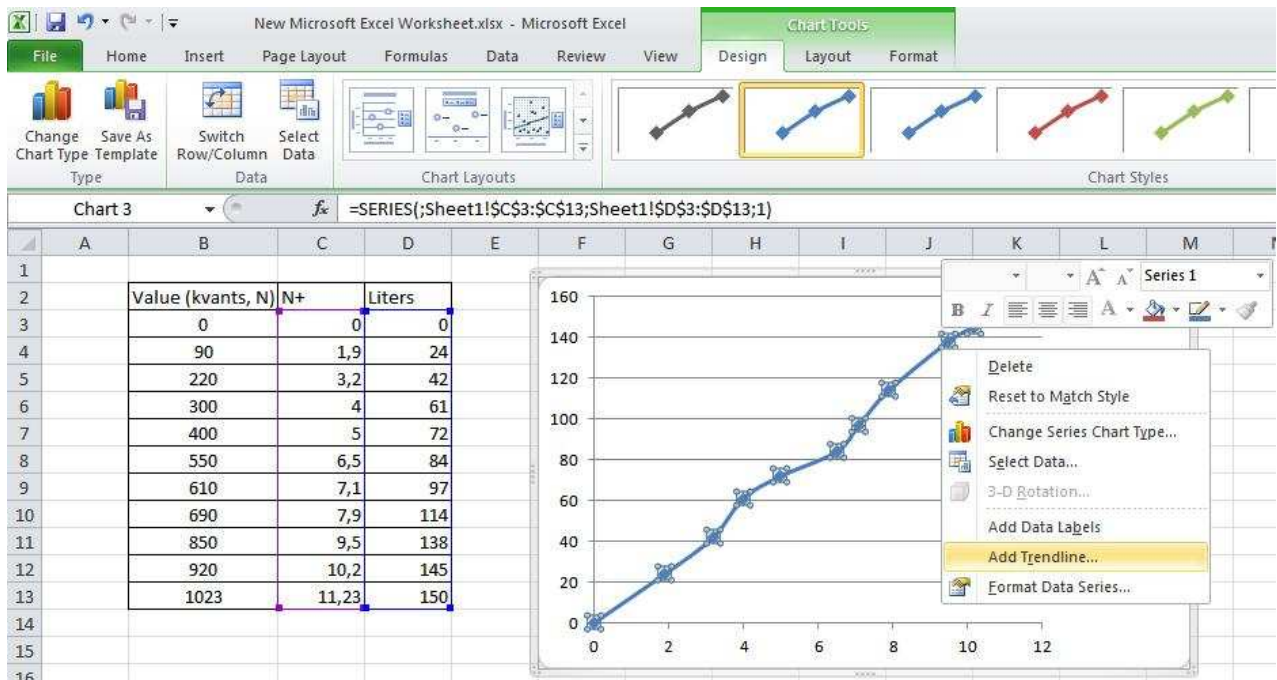 New Microsoft Excel Worksheet.xlsx - Microsoft Excel
Chart Tools
File Home Insert Page Layout Formulas Data Review View Design Layout Format
Change Chart Type
Save As Template
Switch Row/Column
Select Data
Type Data Chart Layouts Chart Styles
Chart 3 fx =SERIES(;Sheet1!$C$3:$C$13;Sheet1!$D$3:$D$13;1)
A B C D E F G H I J K L M
1
2 Value (kvants, N) N+ Liters
3 0 0 0
4 90 1,9 24
5 220 3,2 42
6 300 4 61
7 400 5 72
8 550 6,5 84
9 610 7,1 97
10 690 7,9 114
11 850 9,5 138
12 920 10,2 145
13 1023 11,23 150
14
15
16
160
140
120
100
80
60
40
20
0
0 2 4 6 8 10 12
A A Series 1
B I A
Delete
Reset to Match Style
Change Series Chart Type...
Select Data...
3-D Rotation...
Add Data Labels
Add Trendline...
Format Data Series...